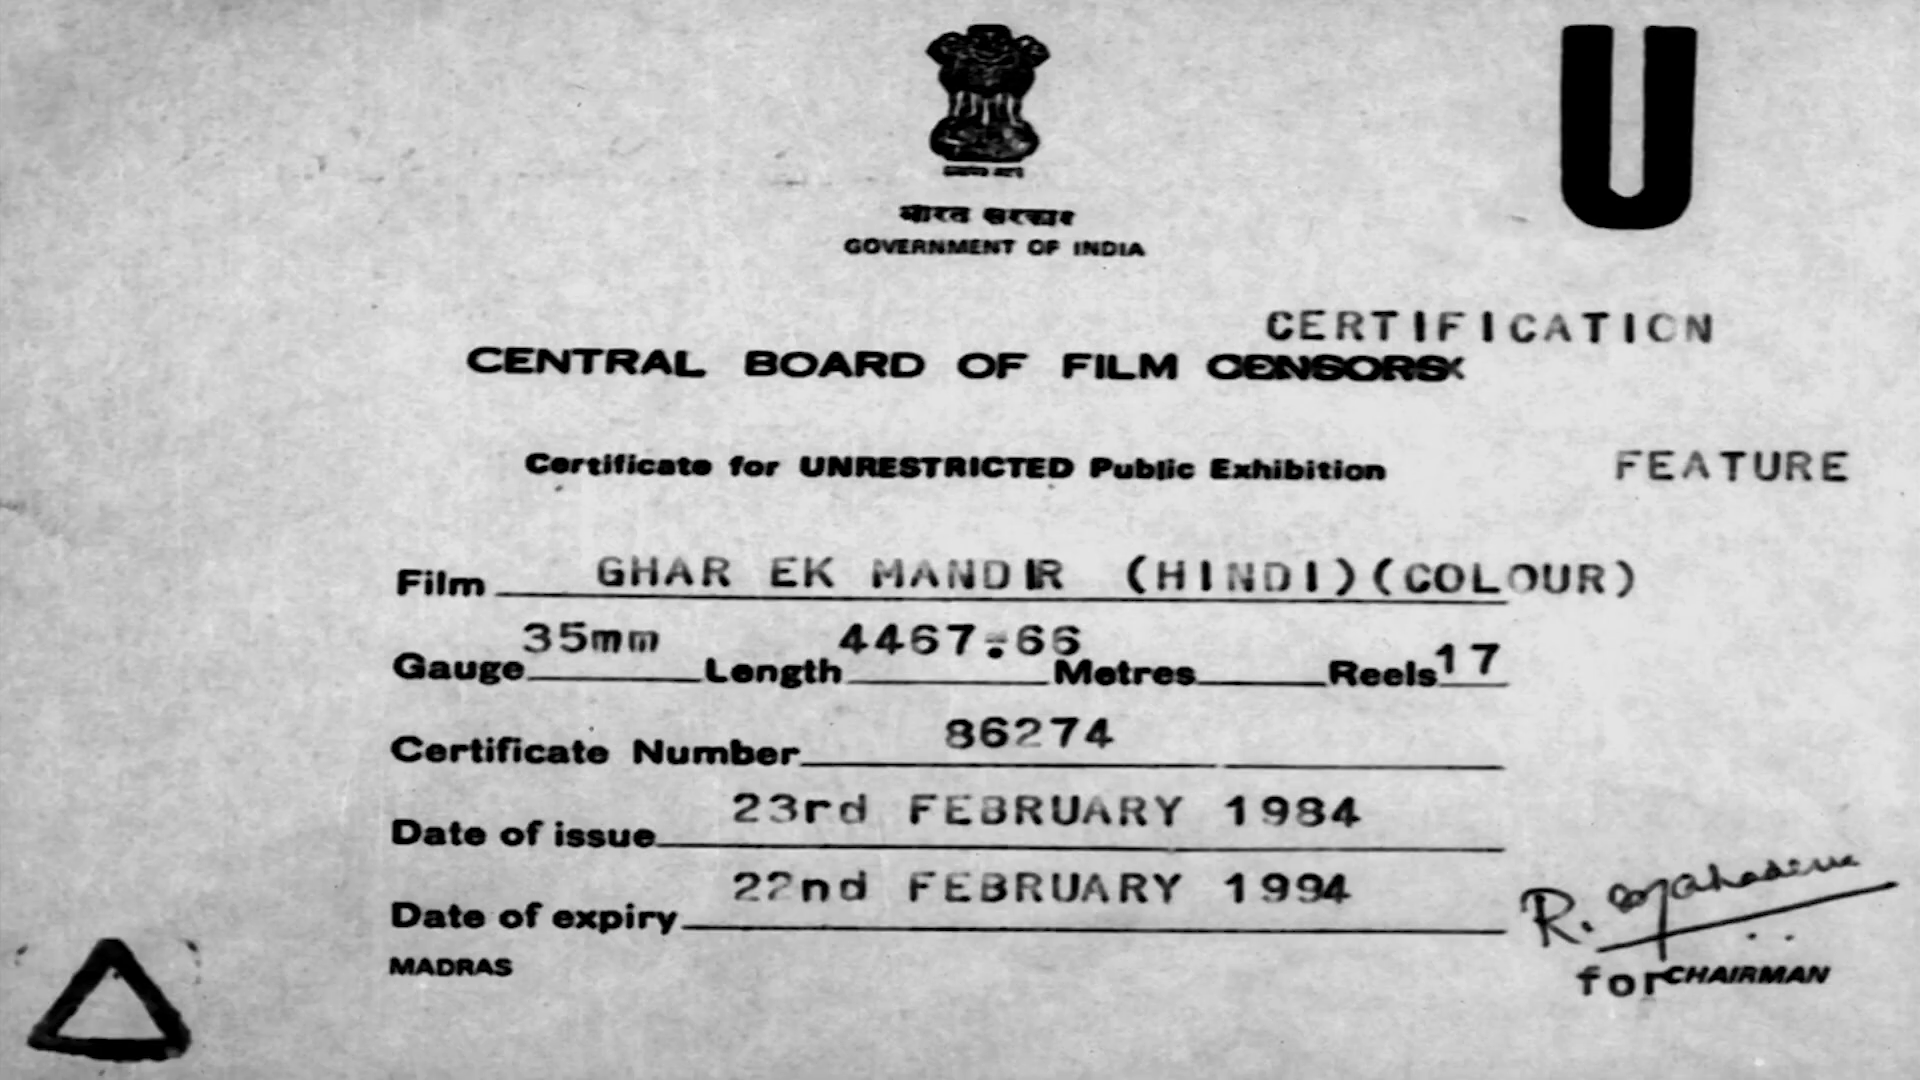 U
भारत सरकार
GOVERNMENT OF INDIA
CERTIFICATION
CENTRAL BOARD OF FILM CENSORS
Certificate for UNRESTRICTED Public Exhibition FEATURE
Film GHAR EK MANDIR (HINDI)(COLOUR)
Gauge 35mm Length 4467.66 Metres Reels 17
Certificate Number 86274
Date of issue 23rd FEBRUARY 1984
Date of expiry 22nd FEBRUARY 1994
R.
MADRAS
for CHAIRMAN